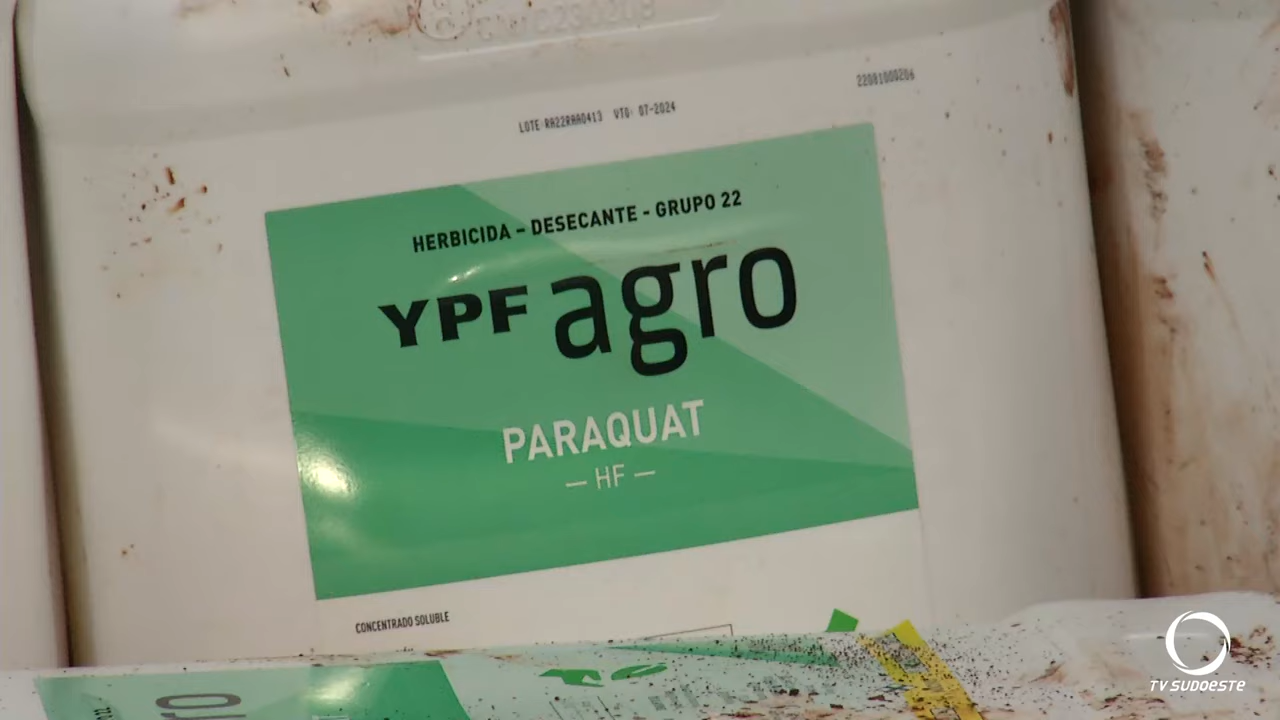 22081000206
LOTE RA22RAA0413 VTO: 07-2024
HERBICIDA – DESECANTE - GRUPO 22
YPF agro
PARAQUAT
— HF —
CONCENTRADO SOLUBLE
TV SUDOESTE